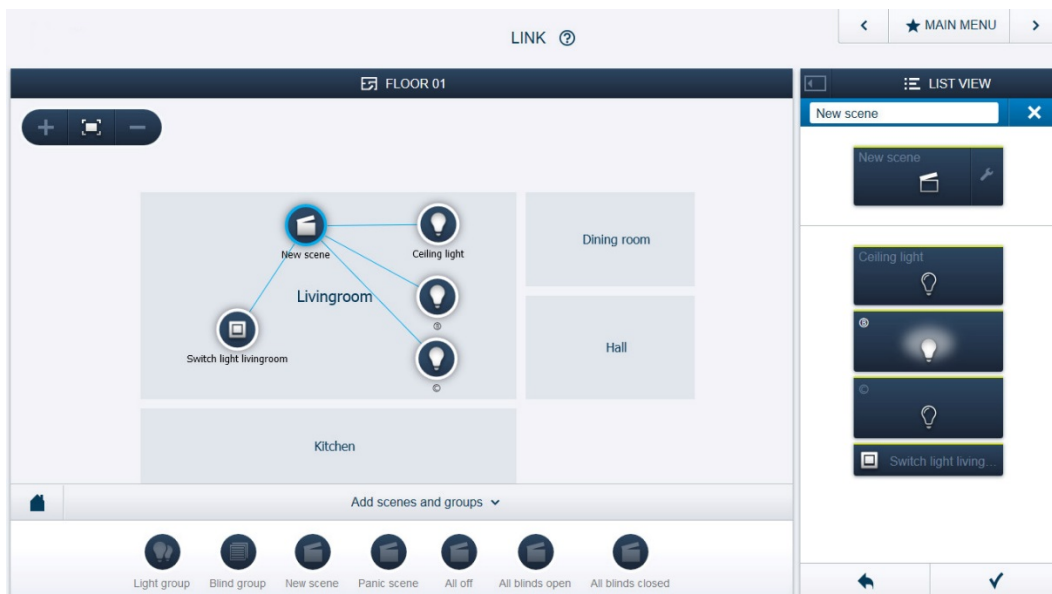 LINK ?
MAIN MENU
FLOOR 01
LIST VIEW
New scene
New scene
New scene
Ceiling light
Dining room
Livingroom
Ⓑ
Switch light livingroom
Hall
Ⓒ
Kitchen
Ceiling light
Ⓑ
Ⓒ
Switch light living...
Add scenes and groups
Light group
Blind group
New scene
Panic scene
All off
All blinds open
All blinds closed